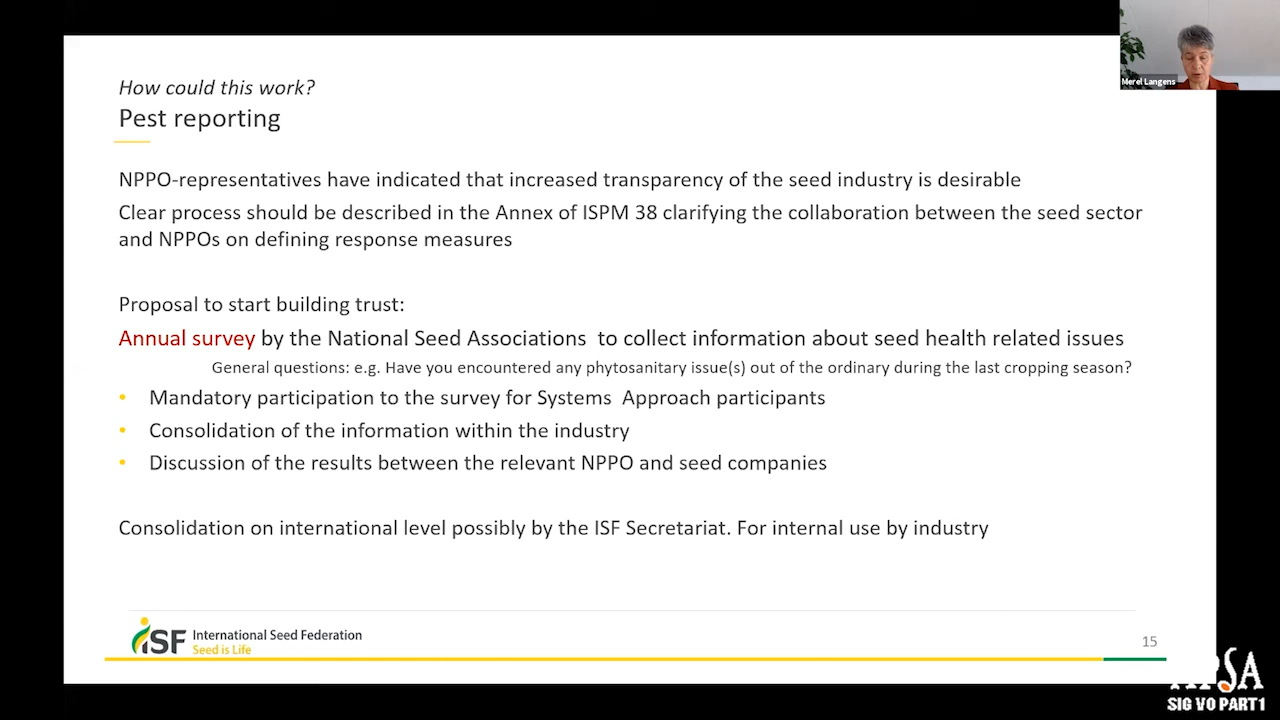 Merel Langens
How could this work?
Pest reporting
NPPO-representatives have indicated that increased transparency of the seed industry is desirable
Clear process should be described in the Annex of ISPM 38 clarifying the collaboration between the seed sector
and NPPOs on defining response measures
Proposal to start building trust:
Annual survey by the National Seed Associations to collect information about seed health related issues
General questions: e.g. Have you encountered any phytosanitary issue(s) out of the ordinary during the last cropping season?
• Mandatory participation to the survey for Systems Approach participants
• Consolidation of the information within the industry
• Discussion of the results between the relevant NPPO and seed companies
Consolidation on international level possibly by the ISF Secretariat. For internal use by industry
ISF International Seed Federation
Seed is Life
15
APSA
SIG VO PART1